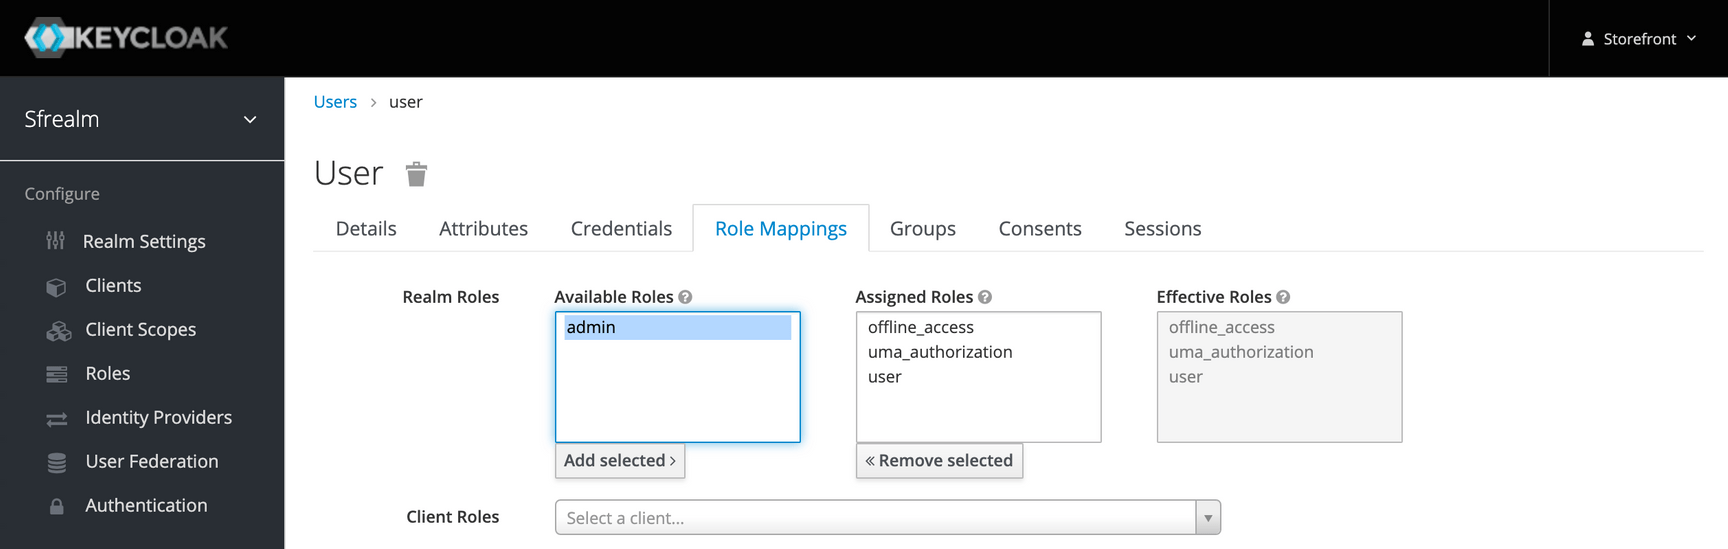 KEYCLOAK
Storefront
Sfrealm
Users > user
User
Configure
Realm Settings
Clients
Client Scopes
Roles
Identity Providers
User Federation
Authentication
Details Attributes Credentials Role Mappings Groups Consents Sessions
Realm Roles
Available Roles ?
admin
Add selected >
Assigned Roles ?
offline_access
uma_authorization
user
« Remove selected
Effective Roles ?
offline_access
uma_authorization
user
Client Roles
Select a client...